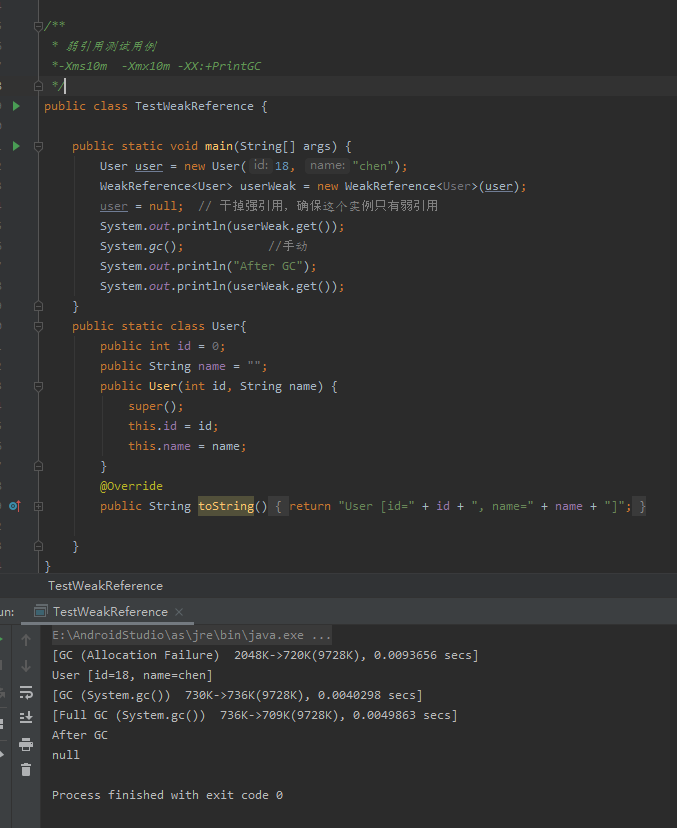 /**
 * 弱引用测试用例
 *-Xms10m  -Xmx10m -XX:+PrintGC
 */
public class TestWeakReference {
    public static void main(String[] args) {
        User user = new User( id: 18, name: "chen");
        WeakReference<User> userWeak = new WeakReference<User>(user);
        user = null;  // 干掉强引用，确保这个实例只有弱引用
        System.out.println(userWeak.get());
        System.gc();            //手动
        System.out.println("After GC");
        System.out.println(userWeak.get());
    }
    public static class User{
        public int id = 0;
        public String name = "";
        public User(int id, String name) {
            super();
            this.id = id;
            this.name = name;
        }
        @Override
        public String toString() { return "User [id=" + id + ", name=" + name + "]"; }
    }
}
TestWeakReference
un: TestWeakReference ×
E:\AndroidStudio\as\jre\bin\java.exe ...
[GC (Allocation Failure)  2048K->720K(9728K), 0.0093656 secs]
User [id=18, name=chen]
[GC (System.gc())  730K->736K(9728K), 0.0040298 secs]
[Full GC (System.gc())  736K->709K(9728K), 0.0049863 secs]
After GC
null
Process finished with exit code 0